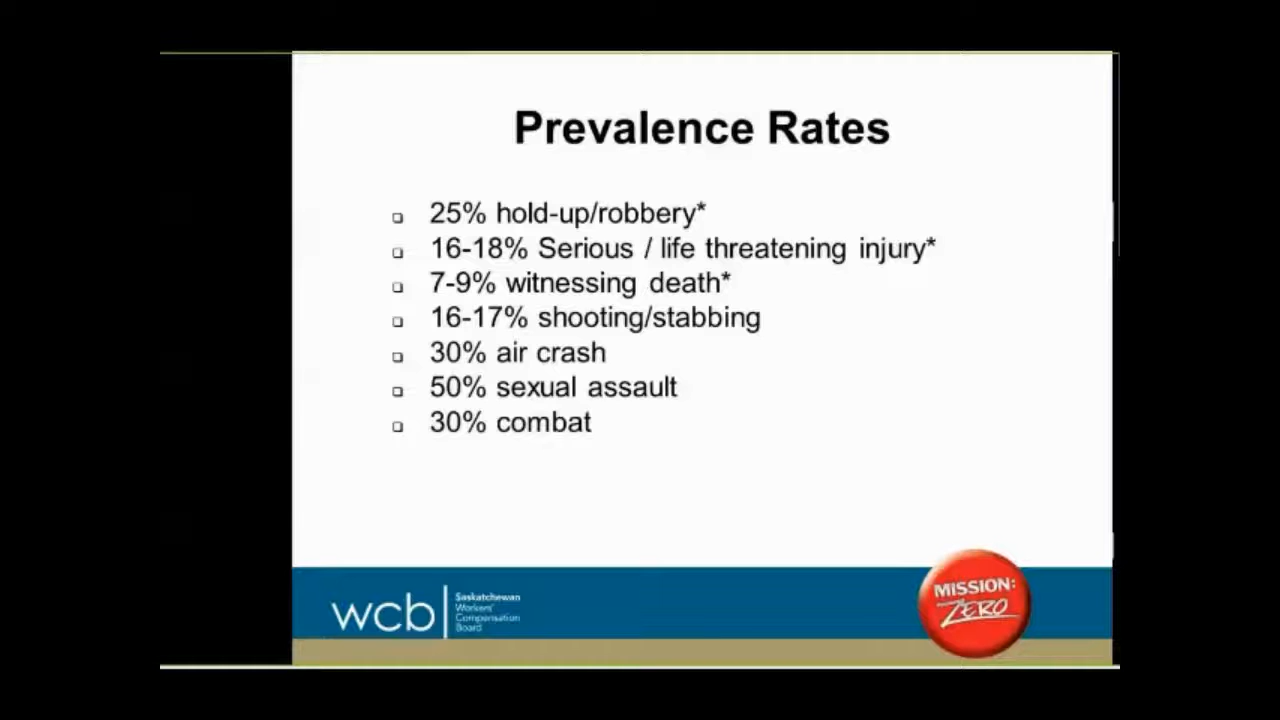 Prevalence Rates
25% hold-up/robbery*
16-18% Serious / life threatening injury*
7-9% witnessing death*
16-17% shooting/stabbing
30% air crash
50% sexual assault
30% combat
wcb
Saskatchewan
Workers'
Compensation
Board
MISSION:
ZERO